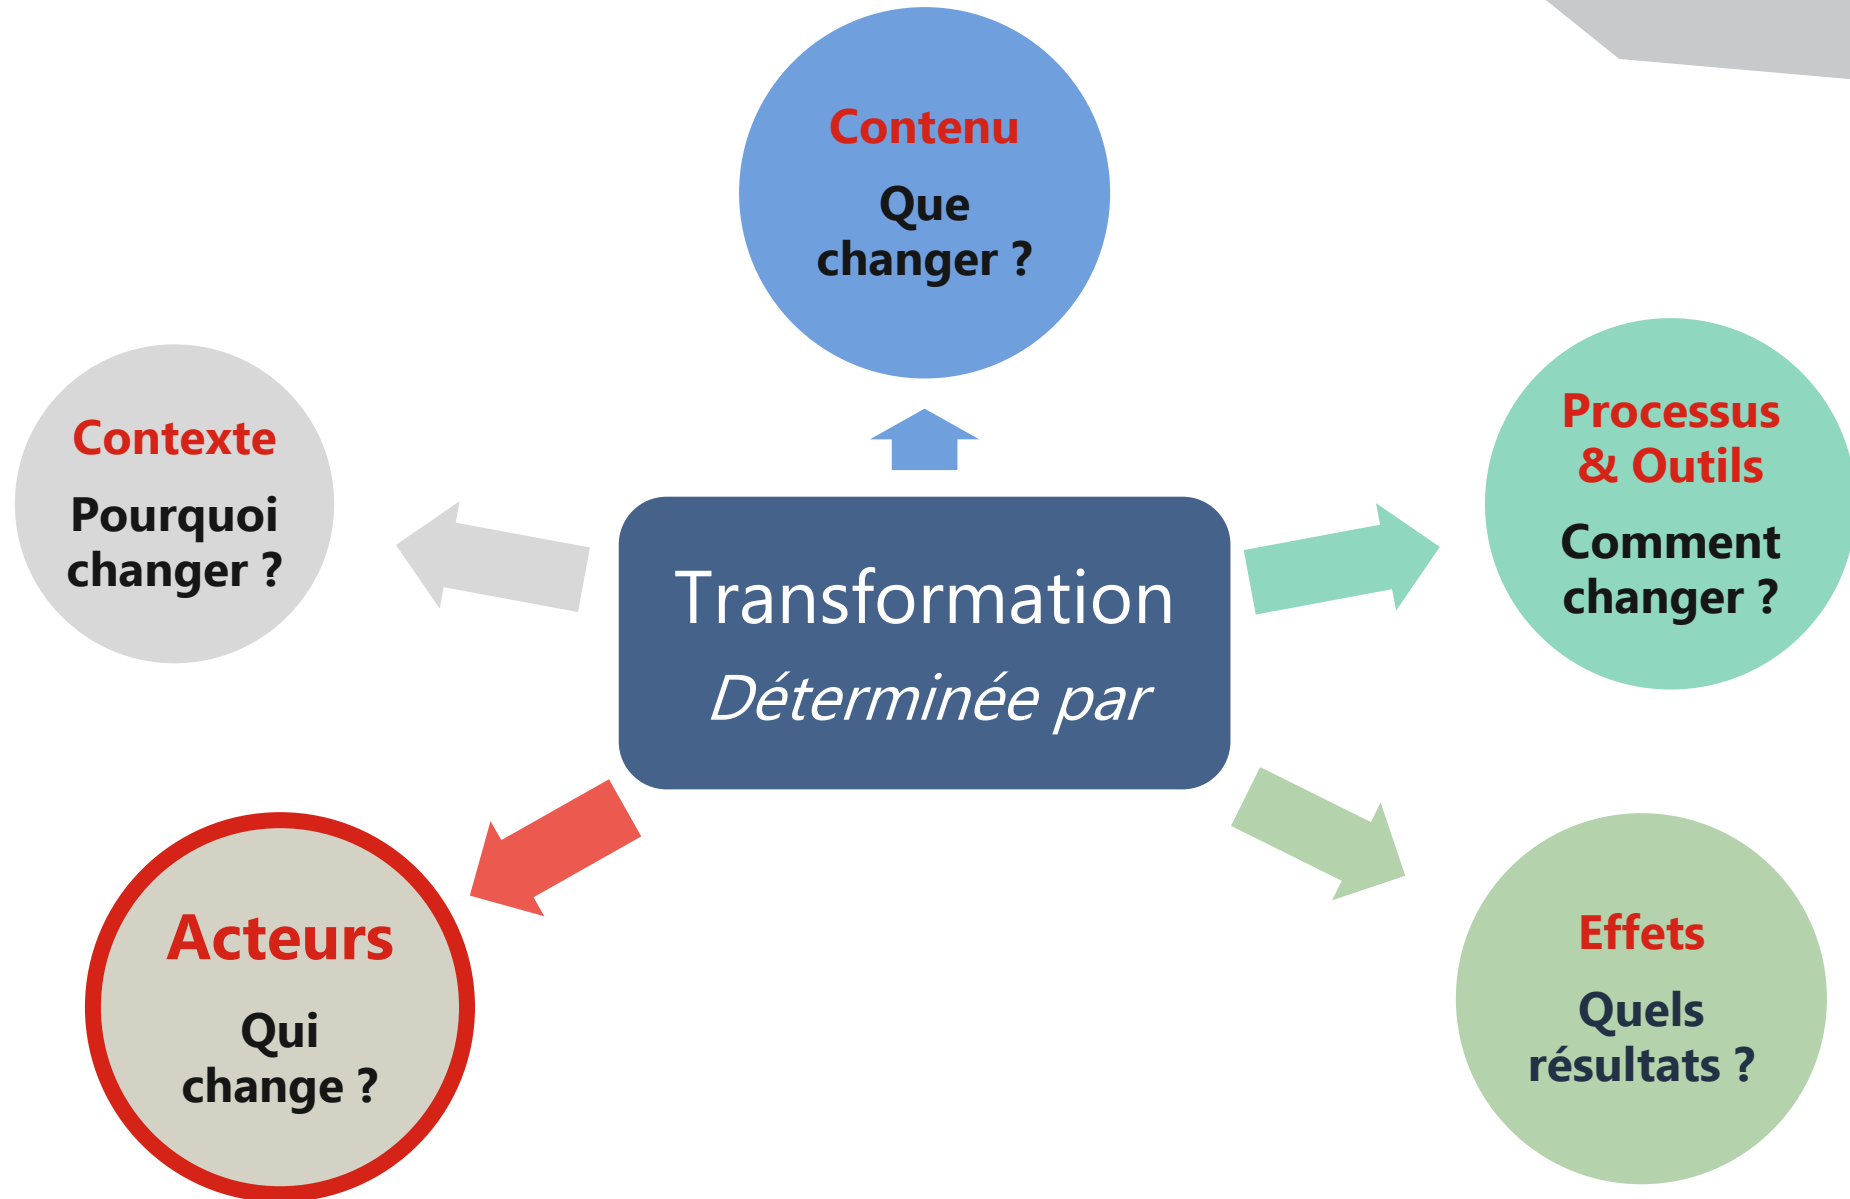 Contenu
Que
changer ?
Contexte
Pourquoi
changer ?
Processus
& Outils
Comment
changer ?
Transformation
Déterminée par
Acteurs
Qui
change ?
Effets
Quels
résultats ?